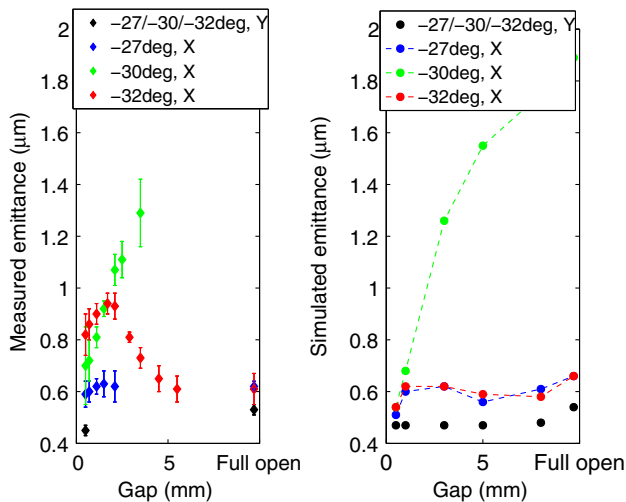 2
1.8
1.6
1.4
1.2
1
0.8
0.6
0.4
0
5
Full open
Gap (mm)
Measured emittance (μm)
−27/−30/−32deg, Y
−27deg, X
−30deg, X
−32deg, X
2
1.8
1.6
1.4
1.2
1
0.8
0.6
0.4
0
5
Full open
Gap (mm)
Simulated emittance (μm)
−27/−30/−32deg, Y
−27deg, X
−30deg, X
−32deg, X